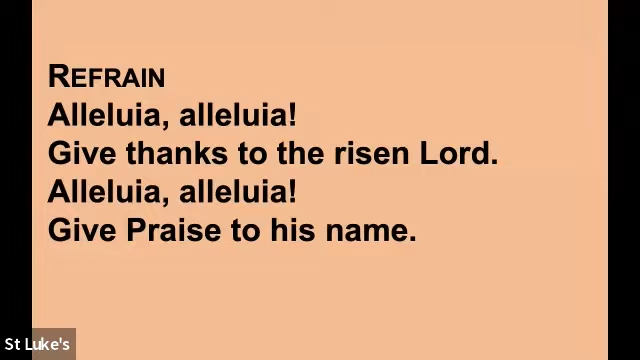 REFRAIN
Alleluia, alleluia!
Give thanks to the risen Lord.
Alleluia, alleluia!
Give Praise to his name.
St Luke's